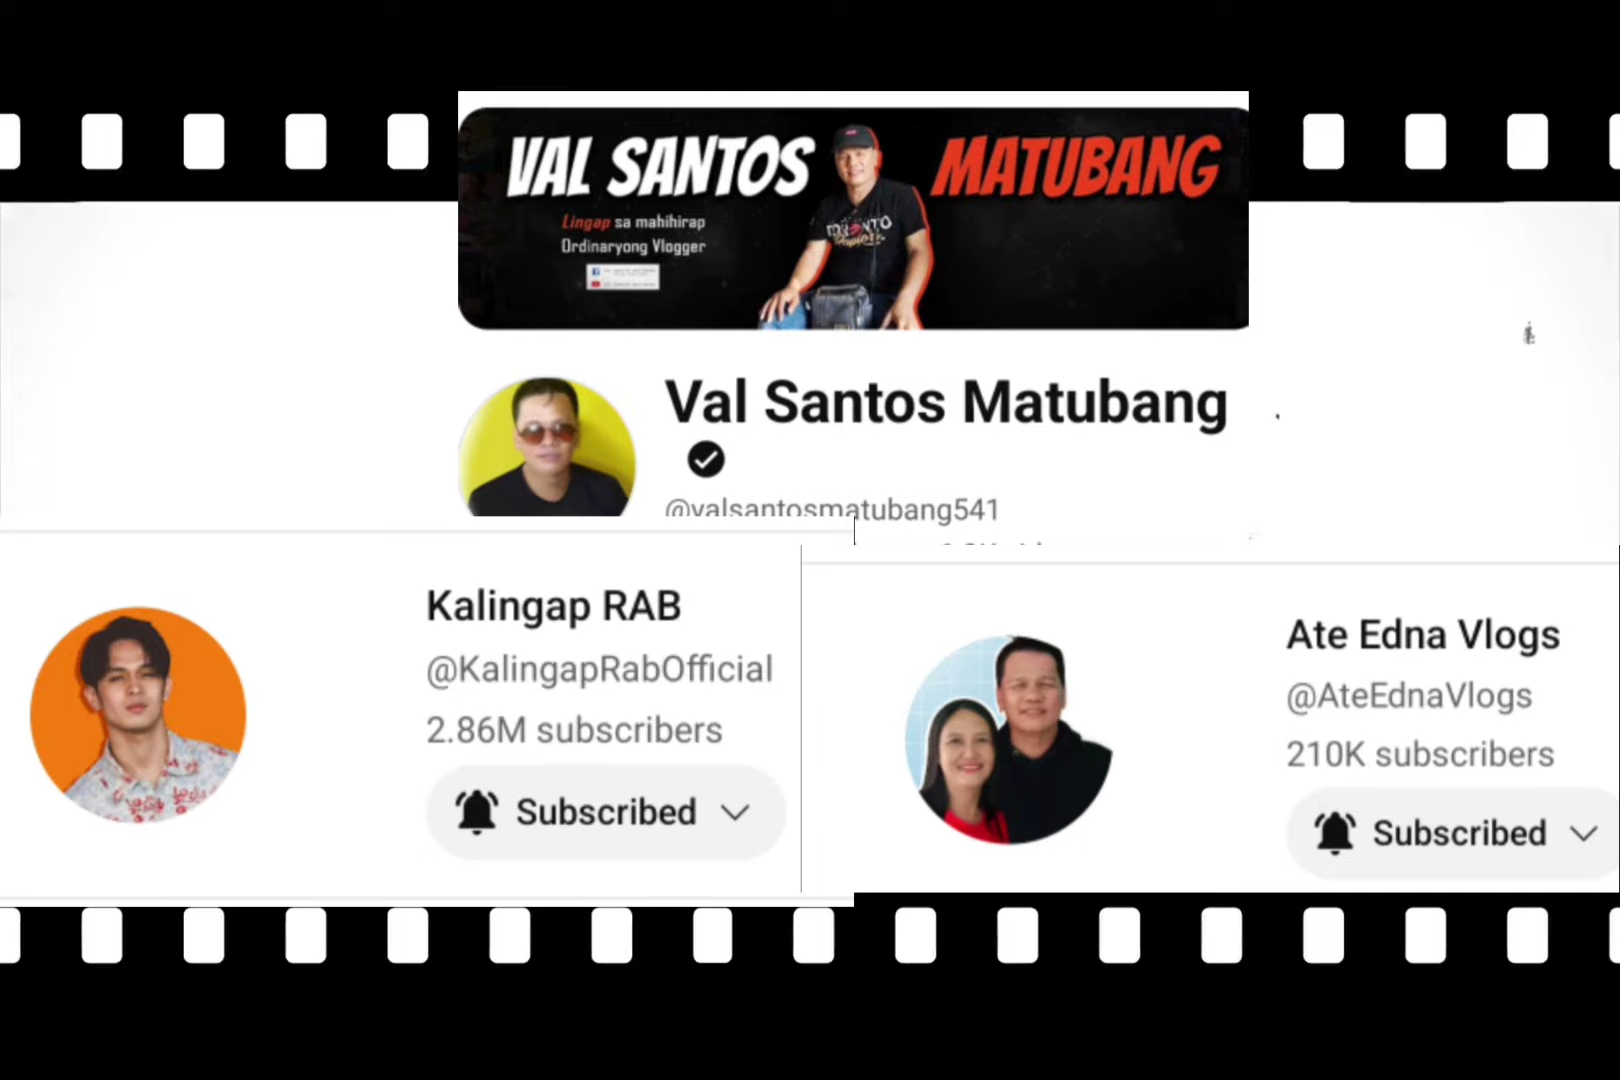 VAL SANTOS MATUBANG
Lingap sa mahihirap
Ordinaryong Vlogger
TORONTO
Val Santos Matubang
@valsantosmatubang541
Kalingap RAB
@KalingapRabOfficial
2.86M subscribers
Subscribed
Ate Edna Vlogs
@AteEdnaVlogs
210K subscribers
Subscribed